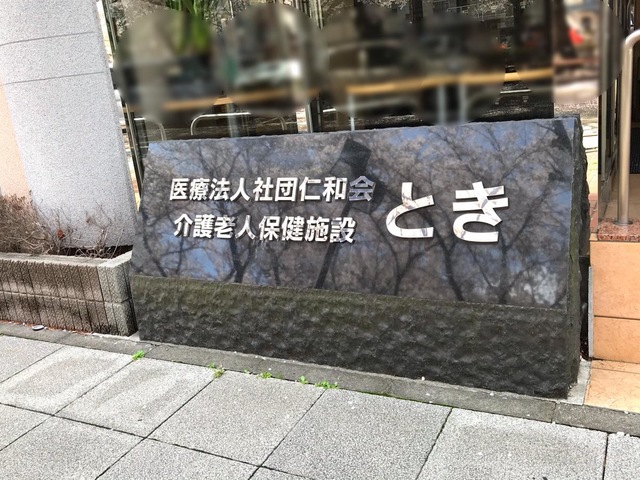 医療法人社団仁和会
介護老人保健施設
とき